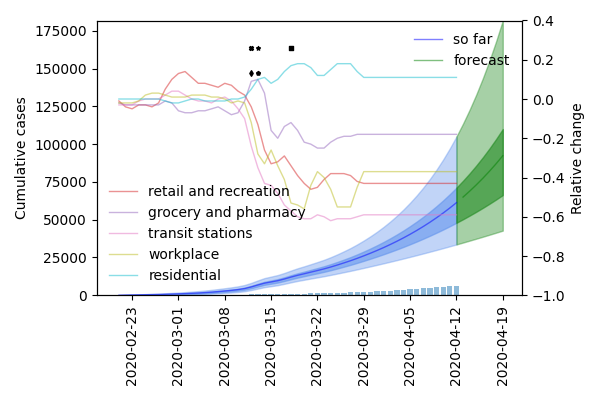 175000
150000
125000
100000
75000
50000
25000
0
Cumulative cases
0.4
0.2
0.0
−0.2
−0.4
−0.6
−0.8
−1.0
Relative change
so far
forecast
retail and recreation
grocery and pharmacy
transit stations
workplace
residential
2020-02-23
2020-03-01
2020-03-08
2020-03-15
2020-03-22
2020-03-29
2020-04-05
2020-04-12
2020-04-19